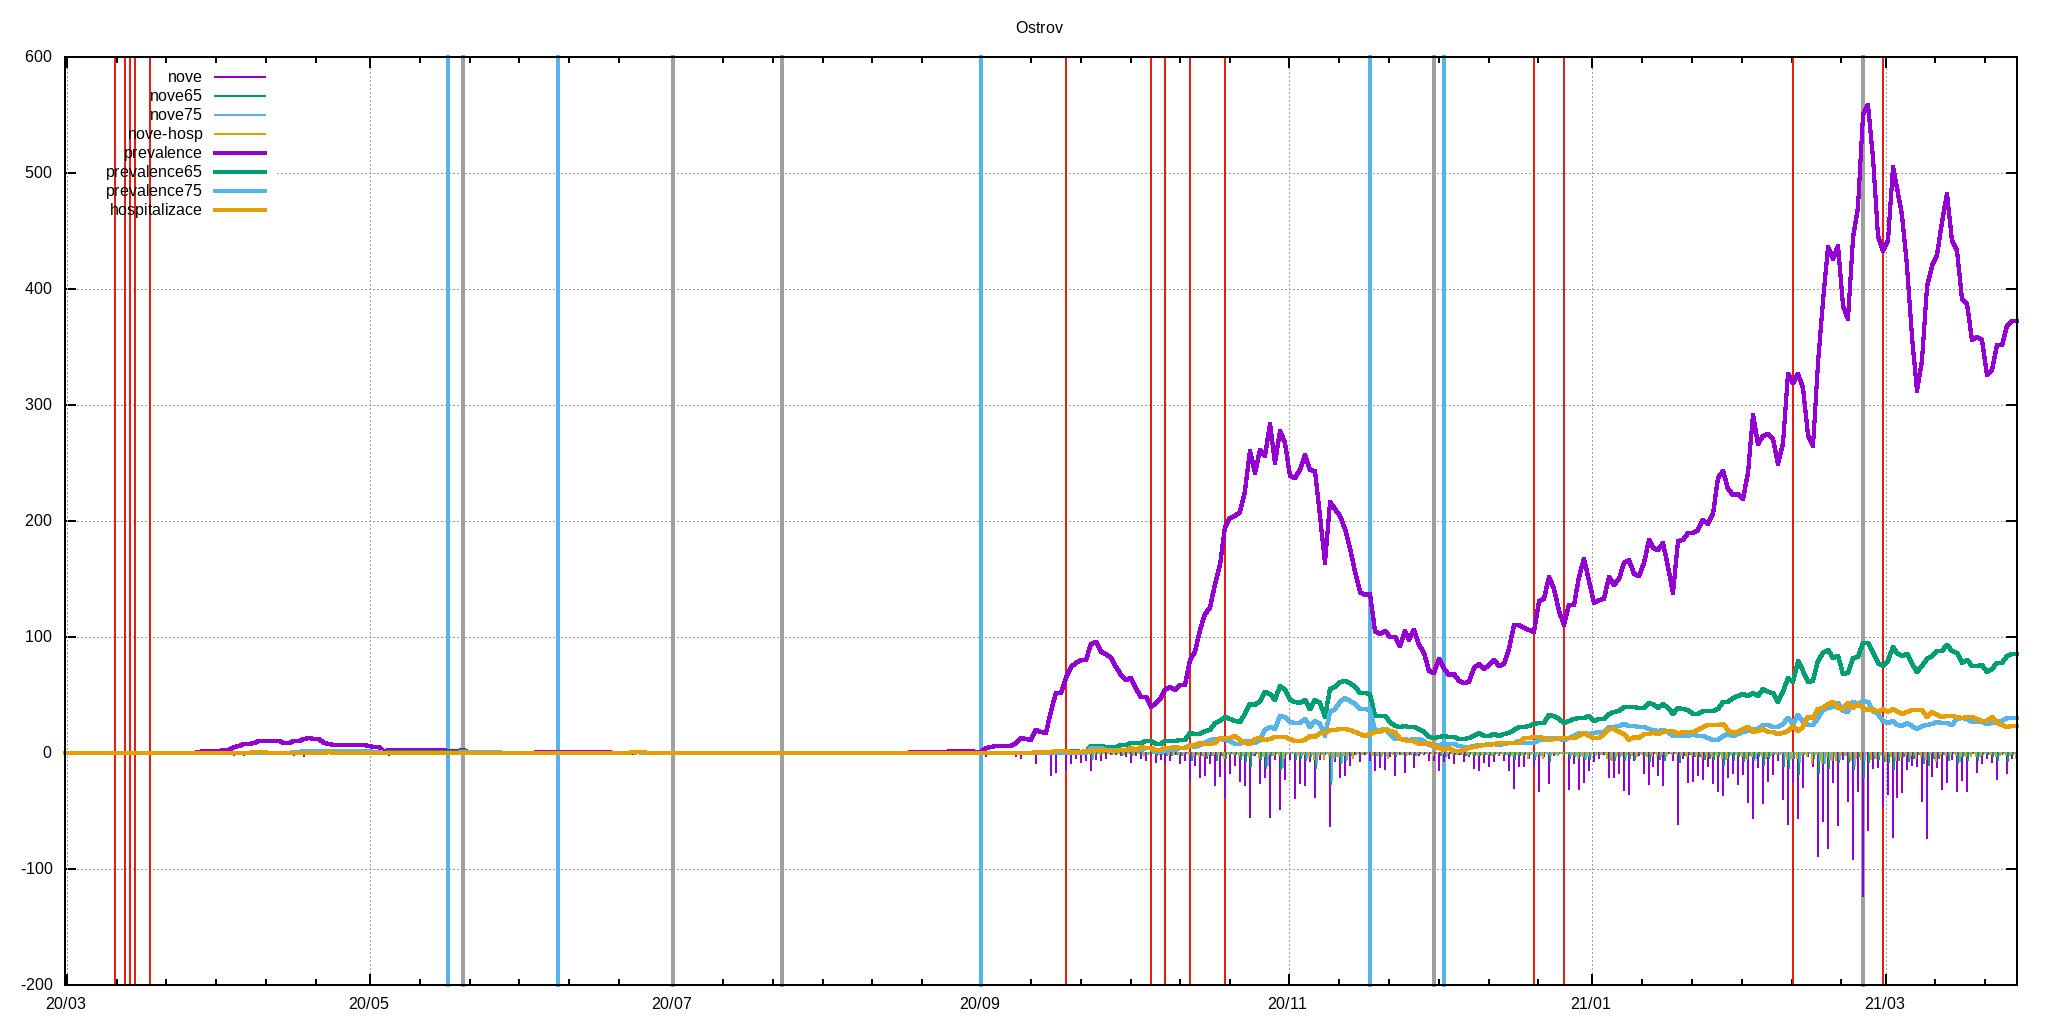 Ostrov
600
500
400
300
200
100
0
-100
-200
nove
nove65
nove75
nove-hosp
prevalence
prevalence65
prevalence75
hospitalizace
20/03 20/05 20/07 20/09 20/11 21/01 21/03